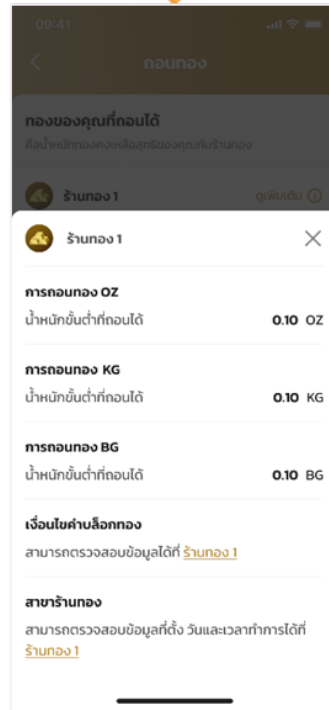 09:41
ถอนทอง
ทองของคุณที่ถอนได้
คือน้ำหนักทองคงเหลือสุทธิของคุณกับร้านทอง
ร้านทอง 1
ดูเพิ่มเติม
ร้านทอง 1
การถอนทอง OZ
น้ำหนักขั้นต่ำที่ถอนได้ 0.10 OZ
การถอนทอง KG
น้ำหนักขั้นต่ำที่ถอนได้ 0.10 KG
การถอนทอง BG
น้ำหนักขั้นต่ำที่ถอนได้ 0.10 BG
เงื่อนไขค่าบล็อกทอง
สามารถตรวจสอบข้อมูลได้ที่ ร้านทอง 1
สาขาร้านทอง
สามารถตรวจสอบข้อมูลที่ตั้ง วันและเวลาทำการได้ที่
ร้านทอง 1